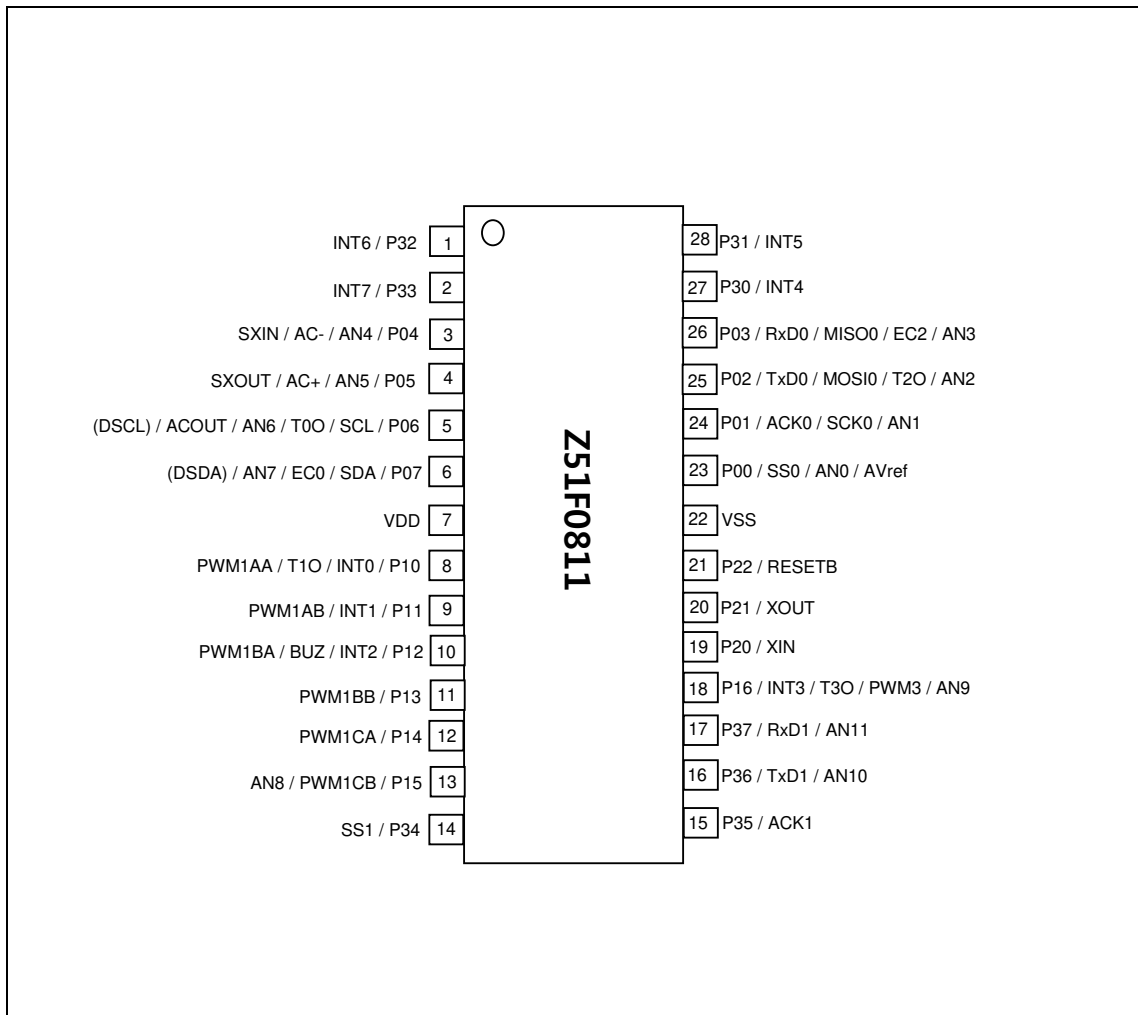 INT6 / P32 1
INT7 / P33 2
SXIN / AC- / AN4 / P04 3
SXOUT / AC+ / AN5 / P05 4
(DSCL) / ACOUT / AN6 / T0O / SCL / P06 5
(DSDA) / AN7 / EC0 / SDA / P07 6
VDD 7
PWM1AA / T1O / INT0 / P10 8
PWM1AB / INT1 / P11 9
PWM1BA / BUZ / INT2 / P12 10
PWM1BB / P13 11
PWM1CA / P14 12
AN8 / PWM1CB / P15 13
SS1 / P34 14
Z51F0811
28 P31 / INT5
27 P30 / INT4
26 P03 / RxD0 / MISO0 / EC2 / AN3
25 P02 / TxD0 / MOSI0 / T2O / AN2
24 P01 / ACK0 / SCK0 / AN1
23 P00 / SS0 / AN0 / AVref
22 VSS
21 P22 / RESETB
20 P21 / XOUT
19 P20 / XIN
18 P16 / INT3 / T3O / PWM3 / AN9
17 P37 / RxD1 / AN11
16 P36 / TxD1 / AN10
15 P35 / ACK1